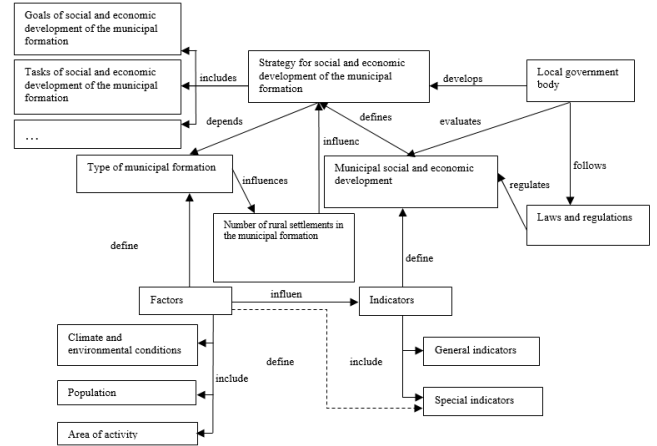 Goals of social and economic
development of the municipal
formation
Tasks of social and economic
development of the municipal
formation
...
includes
Strategy for social and economic
development of the municipal
formation
develops
Local government
body
depends
defines
evaluates
influenc
follows
Type of municipal formation
influences
Municipal social and economic
development
regulates
Number of rural settlements in
the municipal formation
Laws and regulations
define
define
Factors
influen
Indicators
Climate and
environmental conditions
define
include
General indicators
include
Population
Special indicators
Area of activity